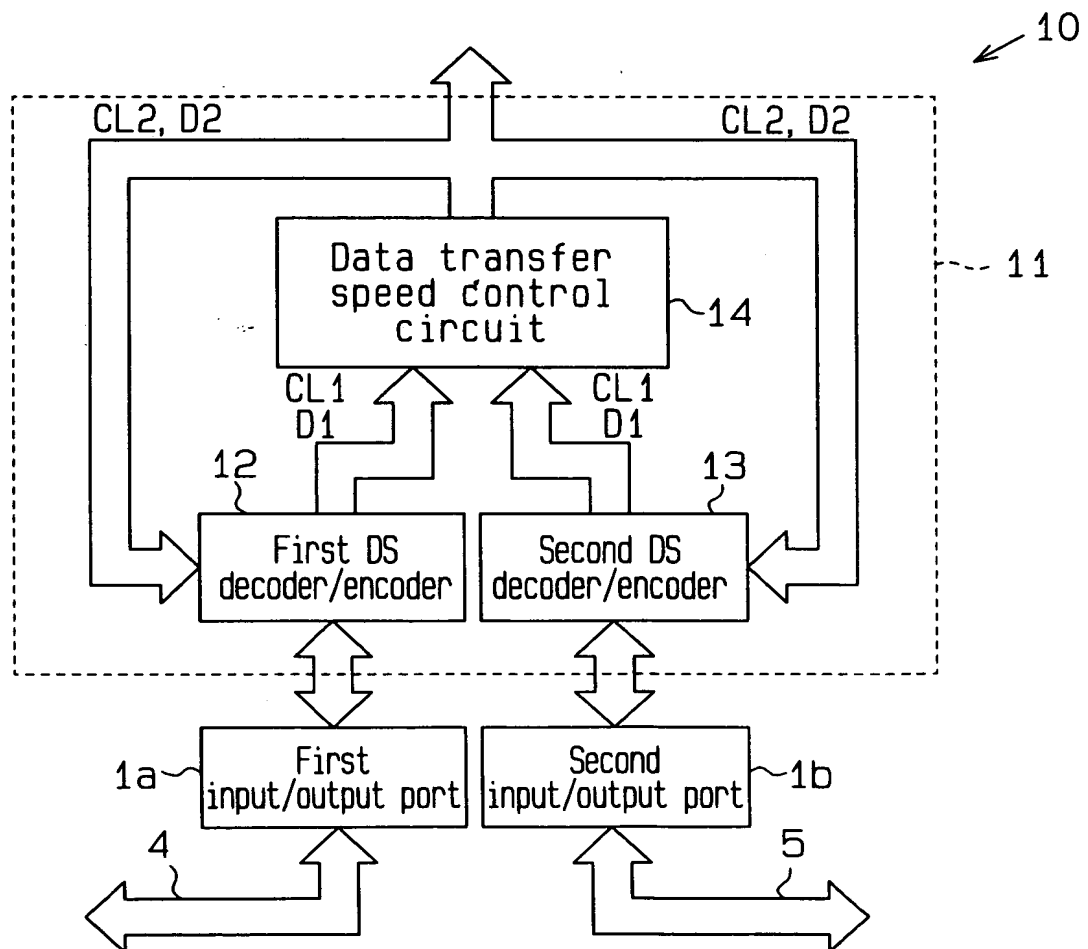 10
CL2, D2
CL2, D2
Data transfer
speed control
circuit
11
14
CL1
D1
CL1
D1
12
13
First DS
decoder/encoder
Second DS
decoder/encoder
First
input/output port
Second
input/output port
1a
1b
4
5